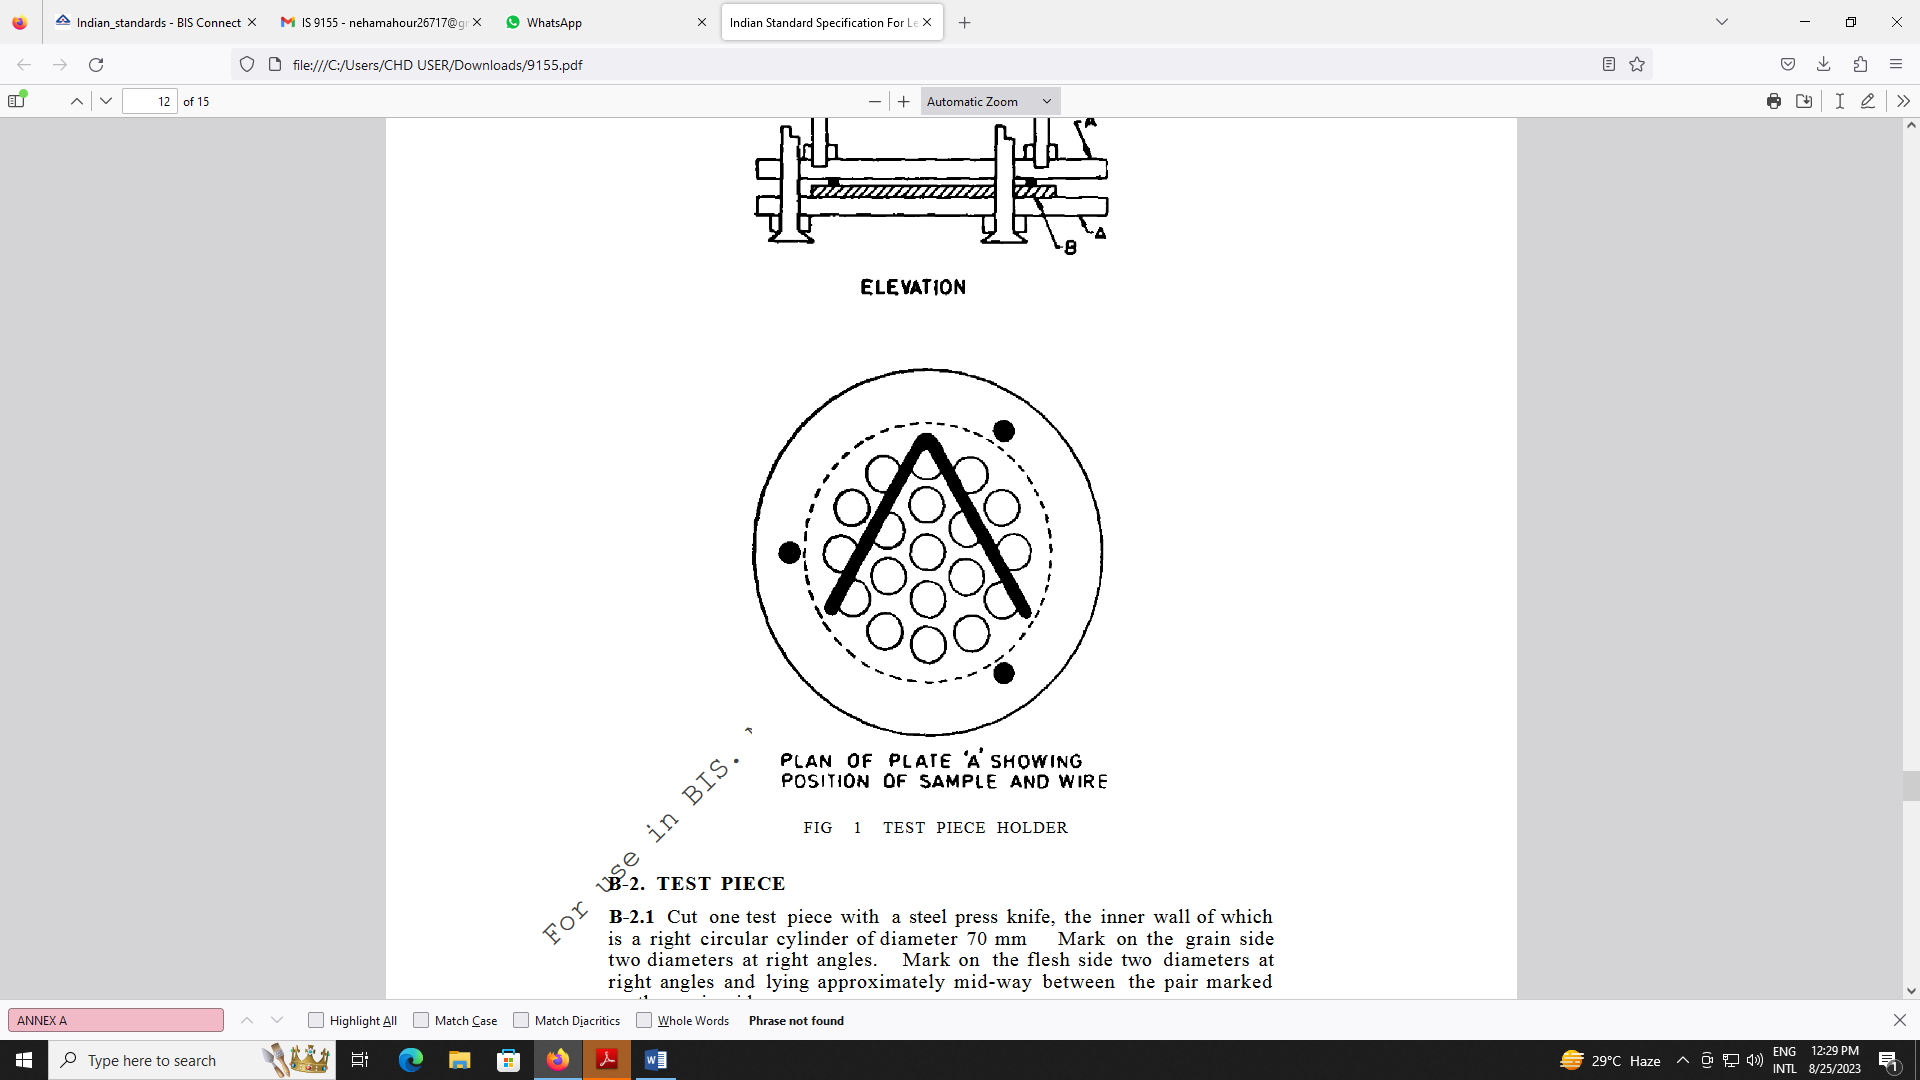 Indian_standards - BIS Connect
IS 9155 - nehamahour26717@g
WhatsApp
Indian Standard Specification For Le
file:///C:/Users/CHD USER/Downloads/9155.pdf
12 of 15
Automatic Zoom
A
A
B
ELEVATION
PLAN OF PLATE 'A' SHOWING
POSITION OF SAMPLE AND WIRE
FIG 1 TEST PIECE HOLDER
For use in BIS.
B-2. TEST PIECE
B-2.1 Cut one test piece with a steel press knife, the inner wall of which
is a right circular cylinder of diameter 70 mm Mark on the grain side
two diameters at right angles. Mark on the flesh side two diameters at
right angles and lying approximately mid-way between the pair marked
ANNEX A
Highlight All
Match Case
Match Diacritics
Whole Words
Phrase not found
Type here to search
29°C Haze
ENG
INTL
12:29 PM
8/25/2023
1